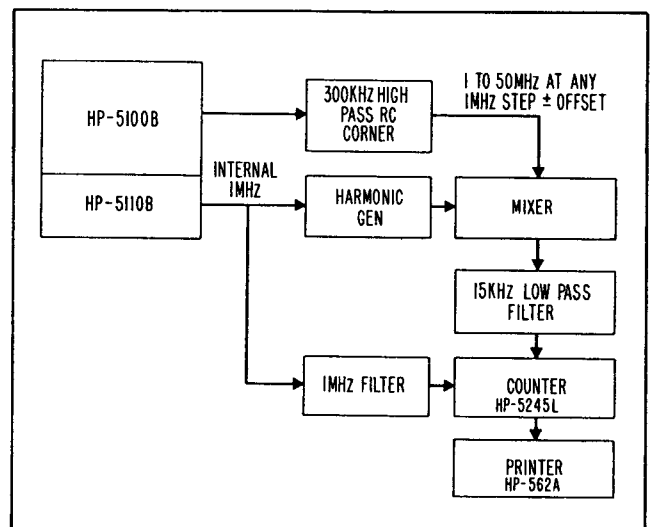 HP-5100B
HP-5110B
INTERNAL
1MHz
300KHz HIGH
PASS RC
CORNER
1 TO 50MHz AT ANY
1MHz STEP ± OFFSET
HARMONIC
GEN
MIXER
15KHz LOW PASS
FILTER
1MHz FILTER
COUNTER
HP-5245L
PRINTER
HP-562A